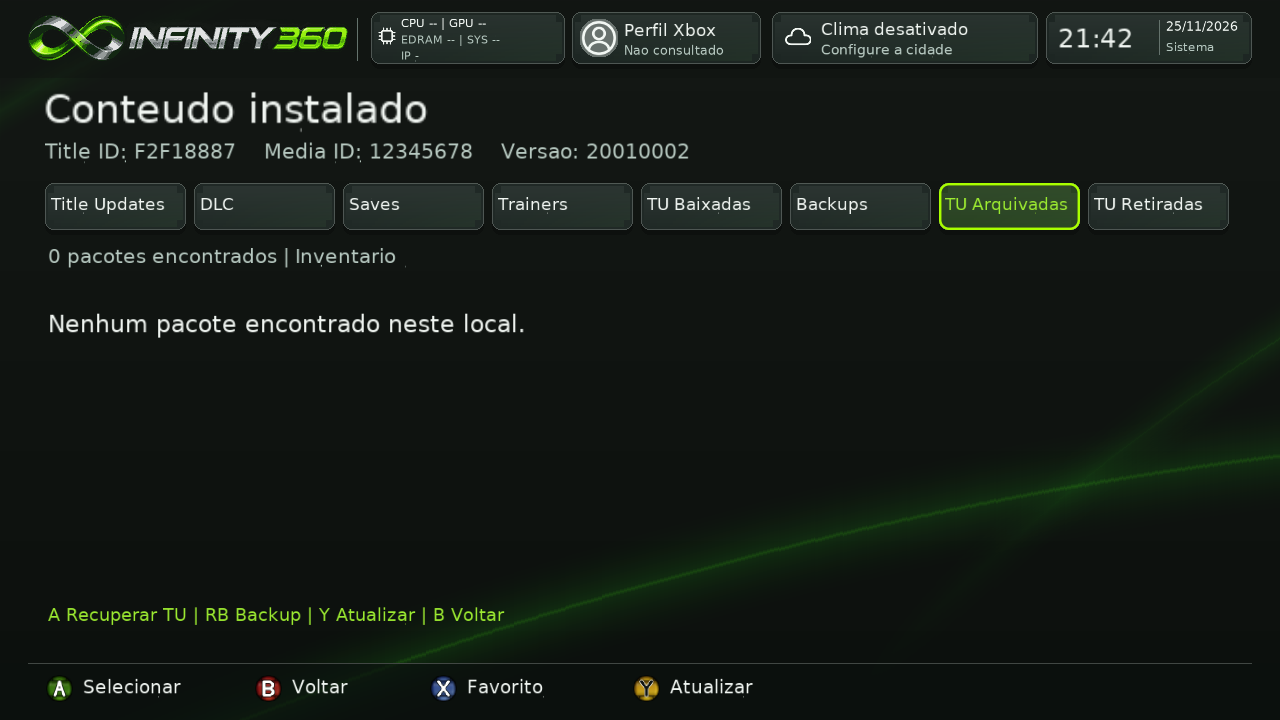 INFINITY 360
CPU -- | GPU --
EDRAM -- | SYS --
IP -
Perfil Xbox
Nao consultado
Clima desativado
Configure a cidade
21:42
25/11/2026
Sistema
Conteudo instalado
Title ID: F2F18887 Media ID: 12345678 Versao: 20010002
Title Updates DLC Saves Trainers TU Baixadas Backups TU Arquivadas TU Retiradas
0 pacotes encontrados | Inventario
Nenhum pacote encontrado neste local.
A Recuperar TU | RB Backup | Y Atualizar | B Voltar
A Selecionar B Voltar X Favorito Y Atualizar